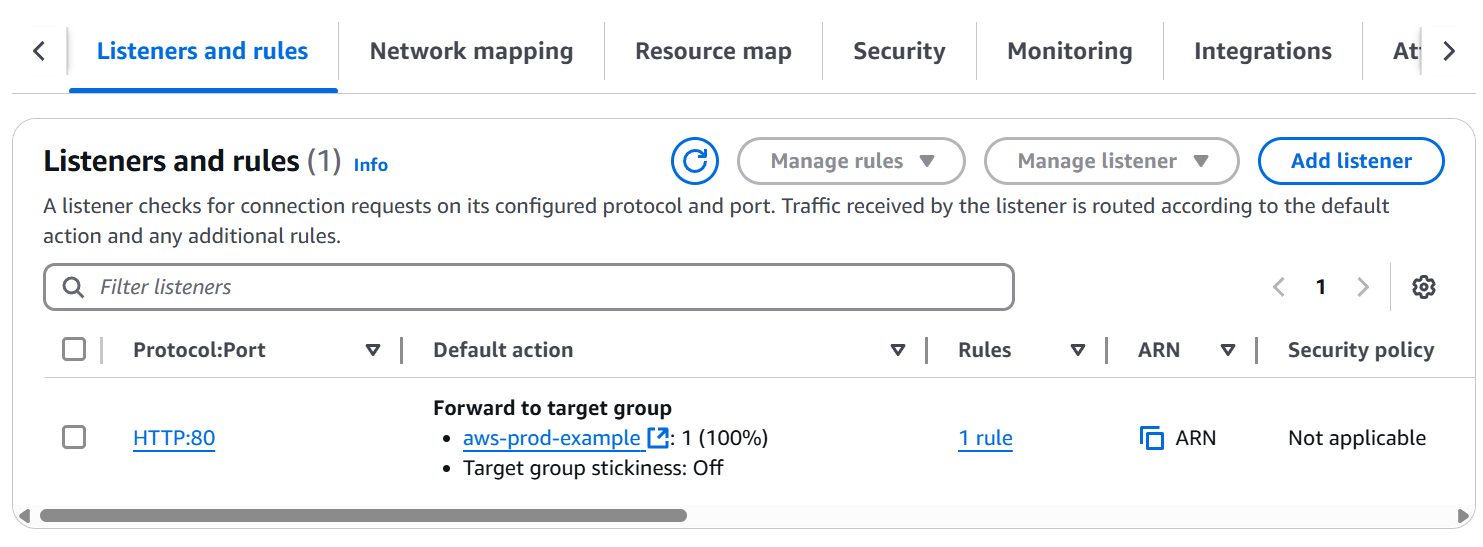 Listeners and rules Network mapping Resource map Security Monitoring Integrations
Listeners and rules (1) Info Manage rules Manage listener Add listener
A listener checks for connection requests on its configured protocol and port. Traffic received by the listener is routed according to the default
action and any additional rules.
Filter listeners 1
Protocol:Port Default action Rules ARN Security policy
Forward to target group
HTTP:80 • aws-prod-example : 1 (100%) 1 rule ARN Not applicable
• Target group stickiness: Off